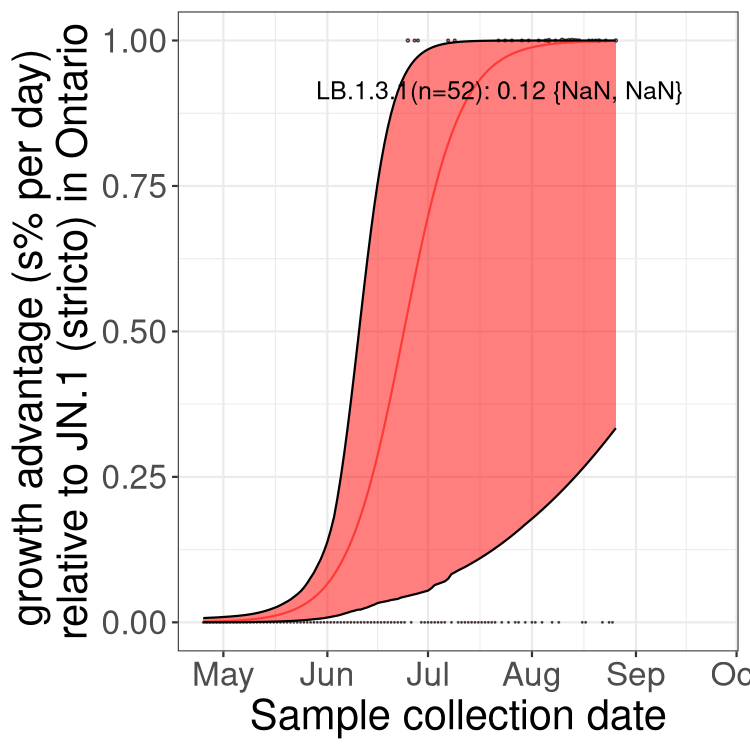 growth advantage (s% per day)
relative to JN.1 (stricto) in Ontario
1.00
0.75
0.50
0.25
0.00
LB.1.3.1(n=52): 0.12 {NaN, NaN}
May Jun Jul Aug Sep Oc
Sample collection date